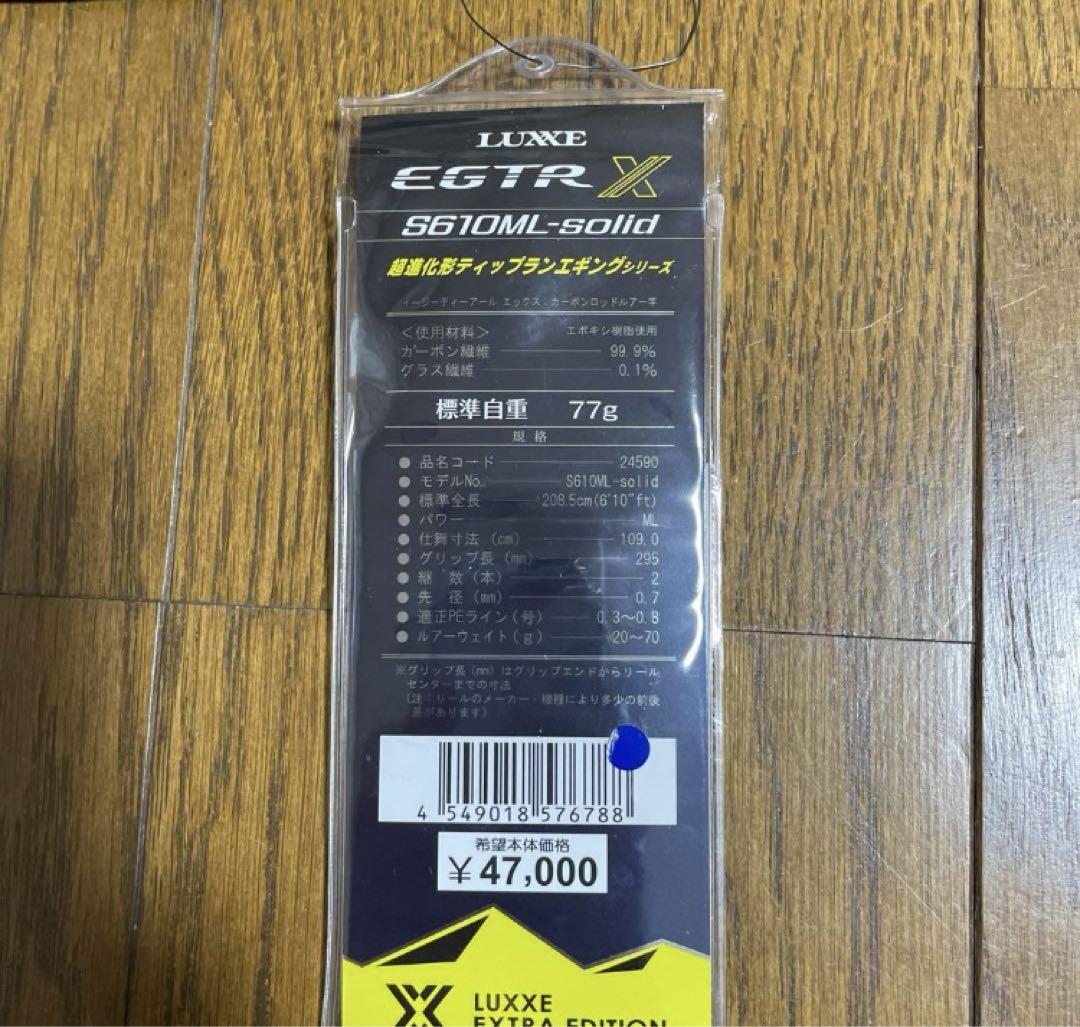 LUXXE
EGTR X
S610ML-solid
超進化形ティップランエギングシリーズ
イージーティーアール エックス：カーボンロッドルアー竿
＜使用材料＞ エポキシ樹脂使用
カーボン繊維 99.9%
グラス繊維 0.1%
標準自重 77g
規格
● 品名コード 24590
● モデルNo. S610ML-solid
● 標準全長 208.5cm(6'10"ft)
● パワー ML
● 仕舞寸法 (cm) 109.0
● グリップ長 (mm) 295
● 継 数 (本) 2
● 先 径 (mm) 0.7
● 適正PEライン(号) 0.3～0.8
● ルアーウェイト(g) 20～70
※グリップ長 (mm) はグリップエンドからリール
センターまでの寸法
(注：リールのメーカー・機種により多少の前後
差があります)
4 549018 576788
希望本体価格
¥ 47,000
LUXXE
EXTRA EDITION